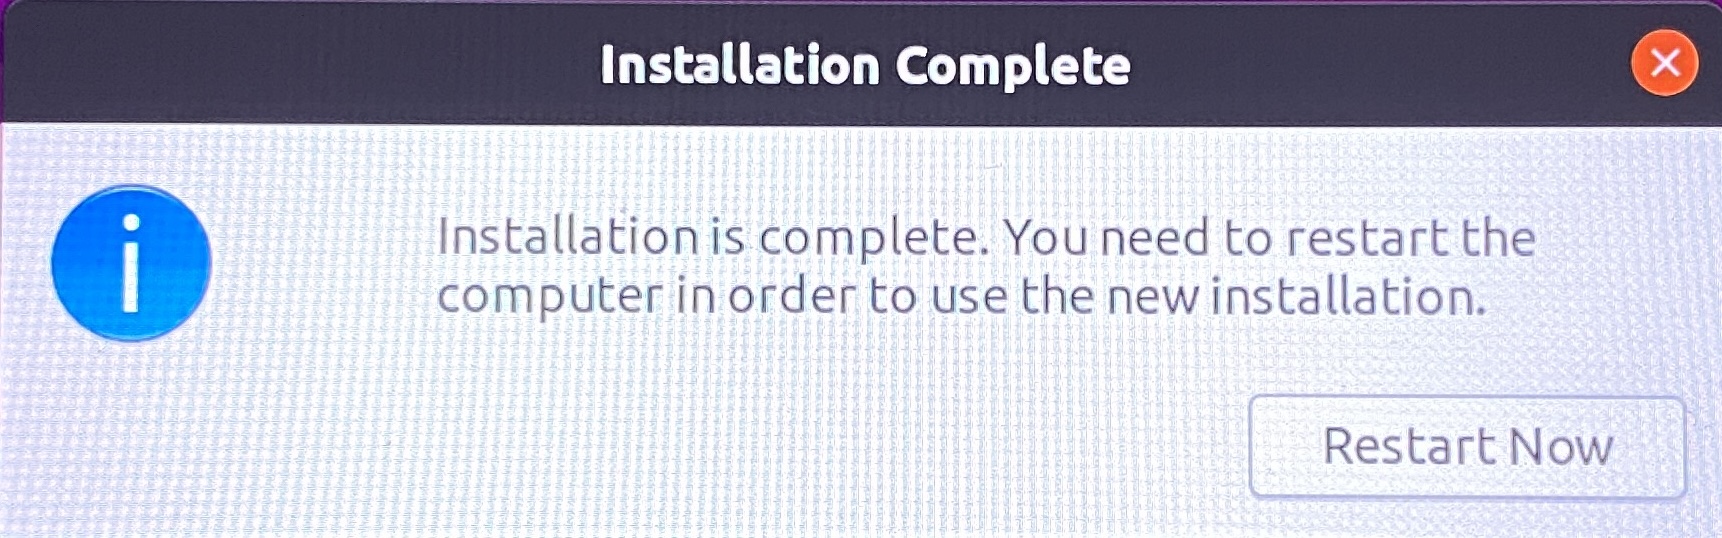 Installation Complete
Installation is complete. You need to restart the
computer in order to use the new installation.
Restart Now